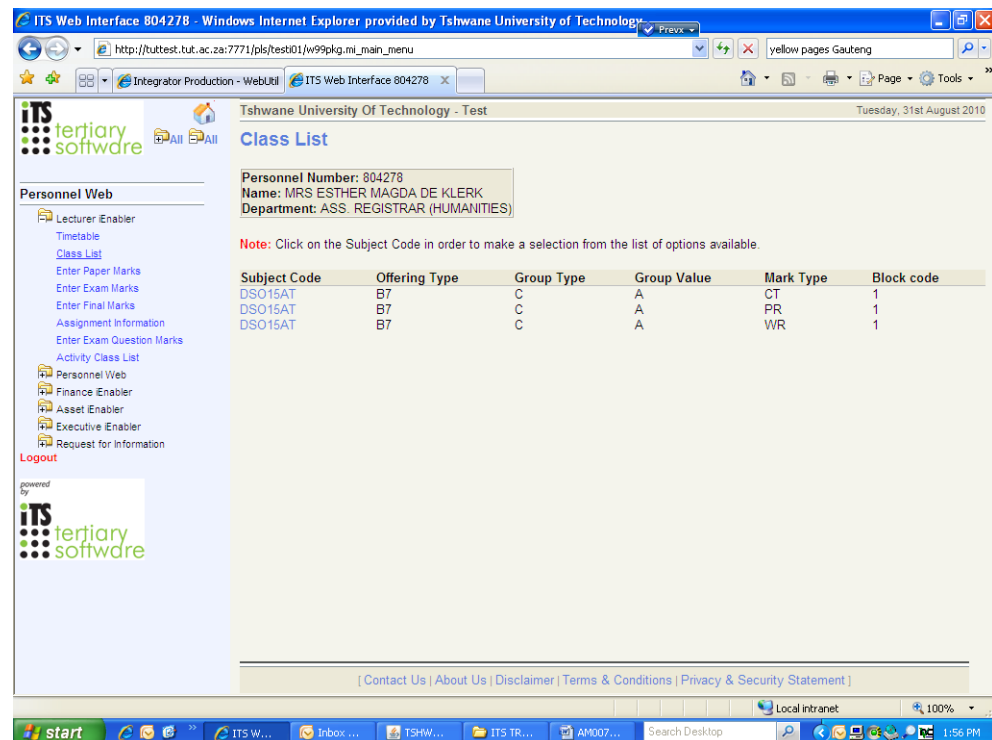 ITS Web Interface 804278 - Windows Internet Explorer provided by Tshwane University of Technology
Prevx
http://tuttest.tut.ac.za:7771/pls/testi01/w99pkg.mi_main_menu
yellow pages Gauteng
Integrator Production - WebUtil
ITS Web Interface 804278
Page
Tools
iTS
tertiary
software
All
All
Personnel Web
Lecturer iEnabler
Timetable
Class List
Enter Paper Marks
Enter Exam Marks
Enter Final Marks
Assignment Information
Enter Exam Question Marks
Activity Class List
Personnel Web
Finance iEnabler
Asset iEnabler
Executive iEnabler
Request for Information
Logout
powered
by
iTS
tertiary
software
Tshwane University Of Technology - Test
Tuesday, 31st August 2010
Class List
Personnel Number: 804278
Name: MRS ESTHER MAGDA DE KLERK
Department: ASS. REGISTRAR (HUMANITIES)
Note: Click on the Subject Code in order to make a selection from the list of options available.
Subject Code Offering Type Group Type Group Value Mark Type Block code
DSO15AT B7 C A CT 1
DSO15AT B7 C A PR 1
DSO15AT B7 C A WR 1
[ Contact Us | About Us | Disclaimer | Terms & Conditions | Privacy & Security Statement ]
Local intranet
100%
start
ITS W...
Inbox ...
TSHW...
ITS TR...
AM007...
Search Desktop
1:56 PM